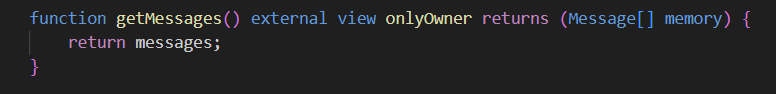 function getMessages() external view onlyOwner returns (Message[] memory) {
    return messages;
}